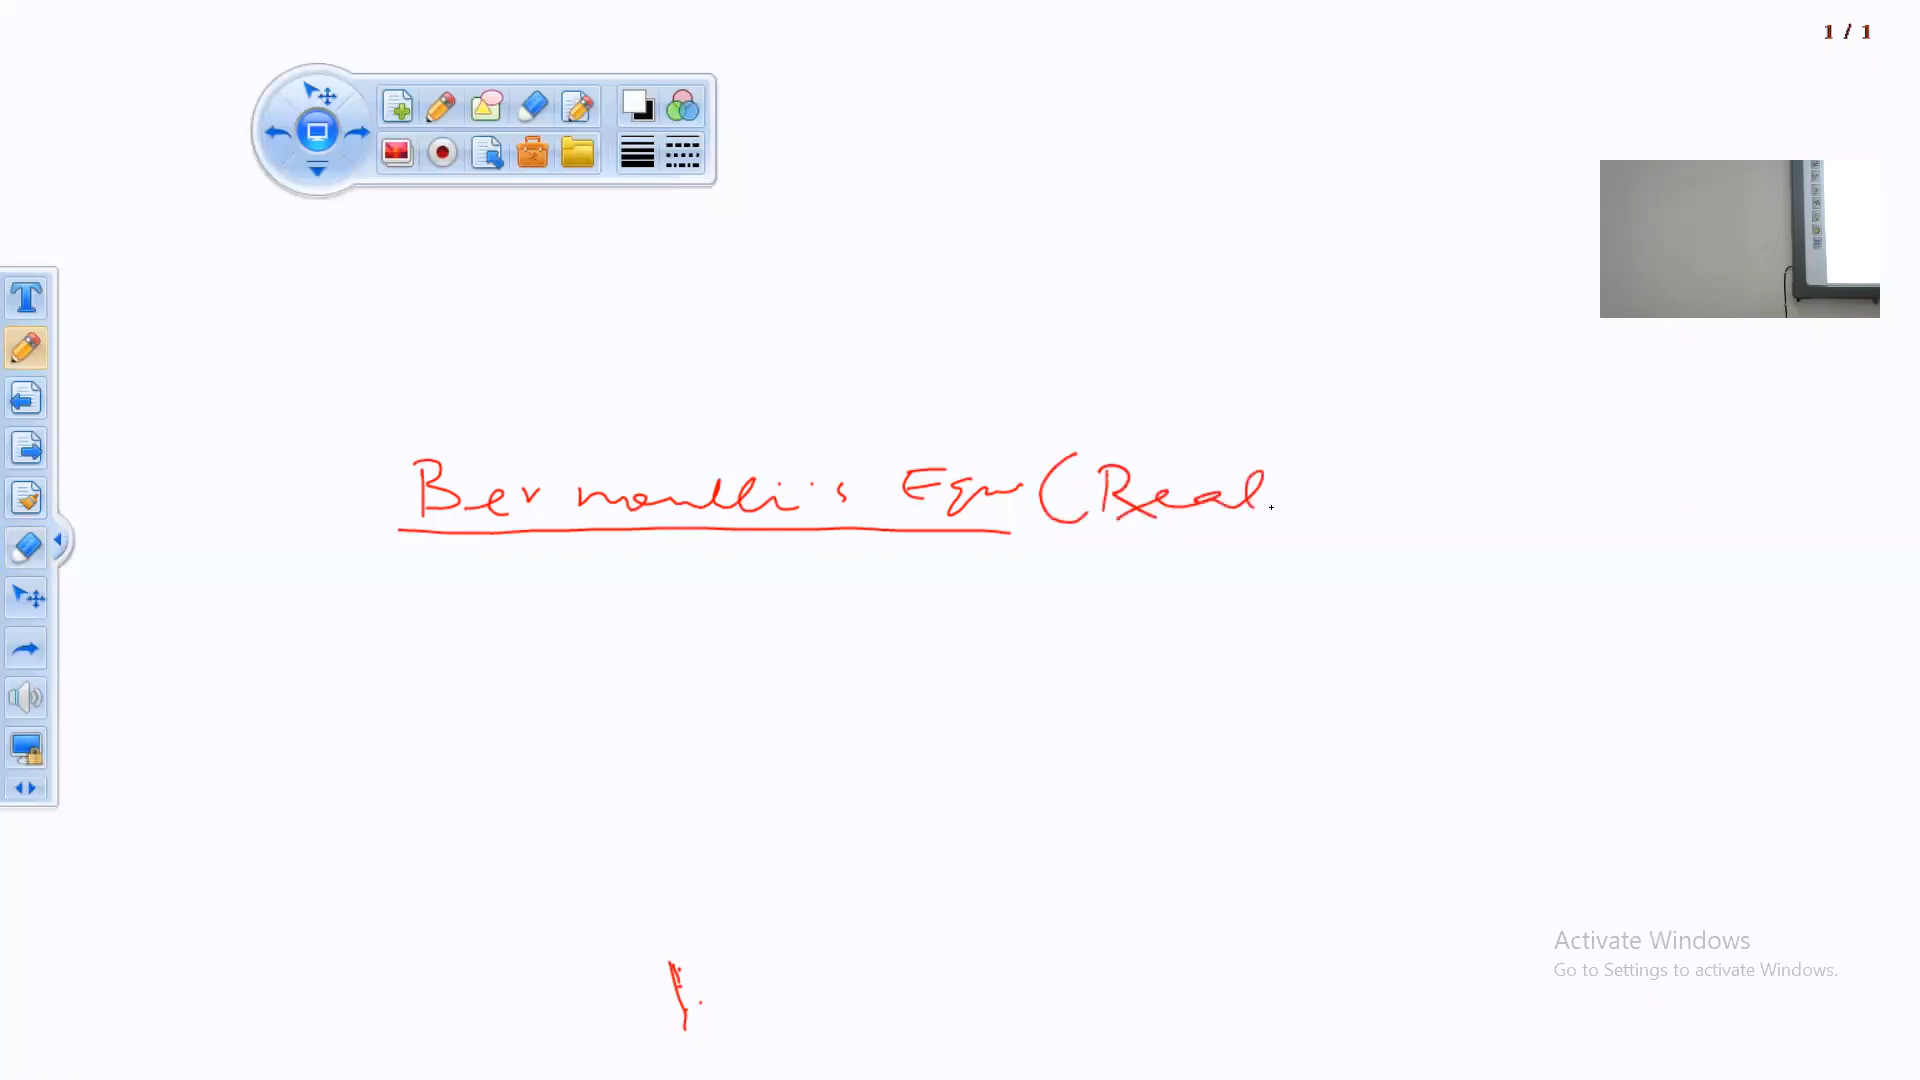 1 / 1
Bernoulli's Eqn (Real
Activate Windows
Go to Settings to activate Windows.